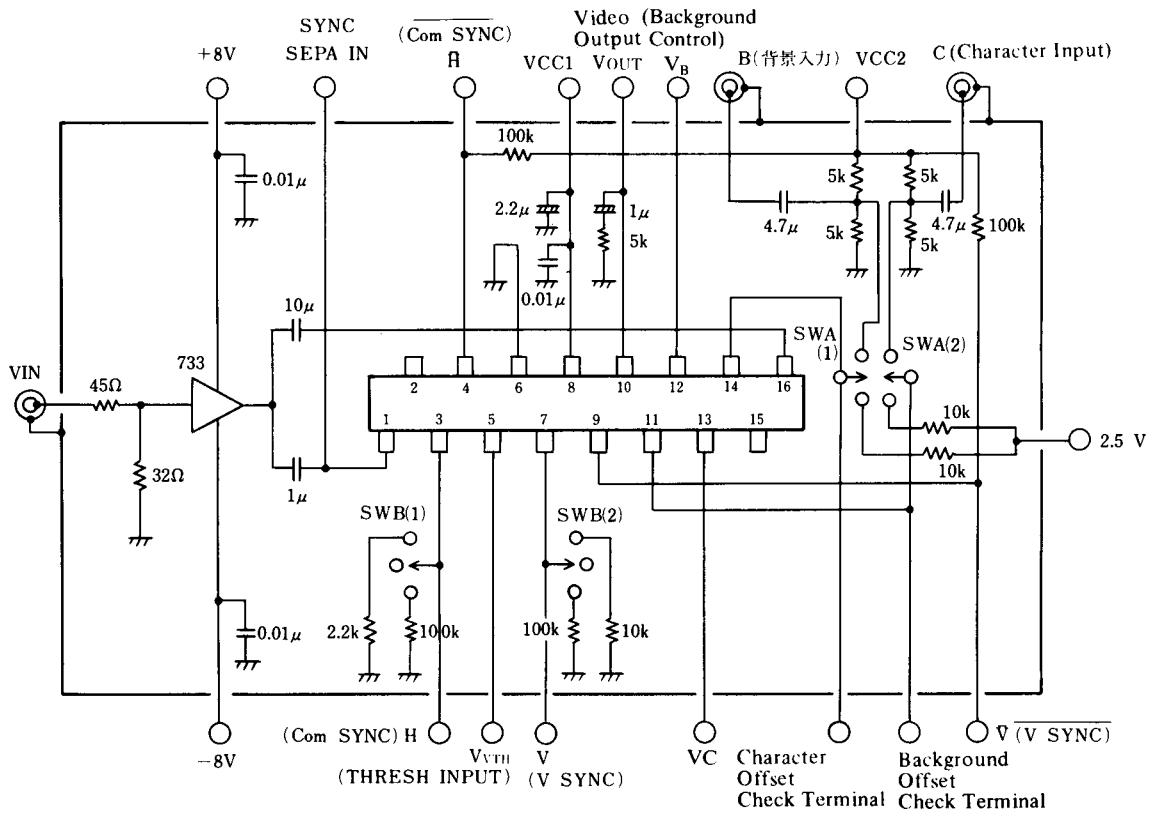 SYNC
SEPA IN
+8V
(Com SYNC)
H
Video (Background
Output Control)
VCC1
VOUT
VB
B(背景入力)
VCC2
C (Character Input)
100k
0.01μ
2.2μ
1μ
5k
0.01μ
5k
5k
4.7μ
4.7μ
5k
5k
100k
10μ
VIN
45Ω
733
32Ω
1μ
2
4
6
8
10
12
14
16
1
3
5
7
9
11
13
15
SWA
(1)
SWA(2)
10k
10k
2.5 V
SWB(1)
SWB(2)
2.2k
100k
100k
10k
0.01μ
-8V
(Com SYNC) H
VVTH
(THRESH INPUT)
V
(V SYNC)
VC
Character
Offset
Check Terminal
Background
Offset
Check Terminal
V (V SYNC)